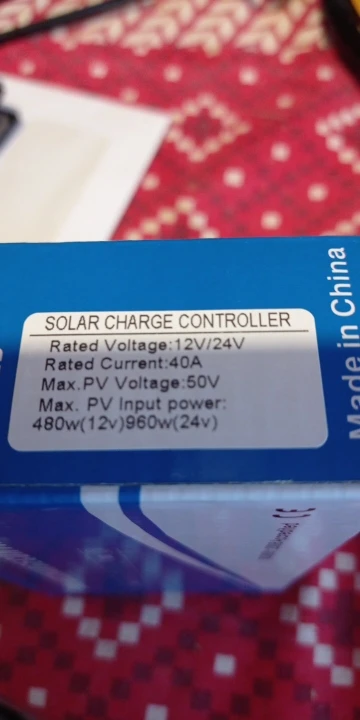 SOLAR CHARGE CONTROLLER
Rated Voltage:12V/24V
Rated Current:40A
Max.PV Voltage:50V
Max. PV Input power:
480w(12v)960w(24v)
Made in China
CE